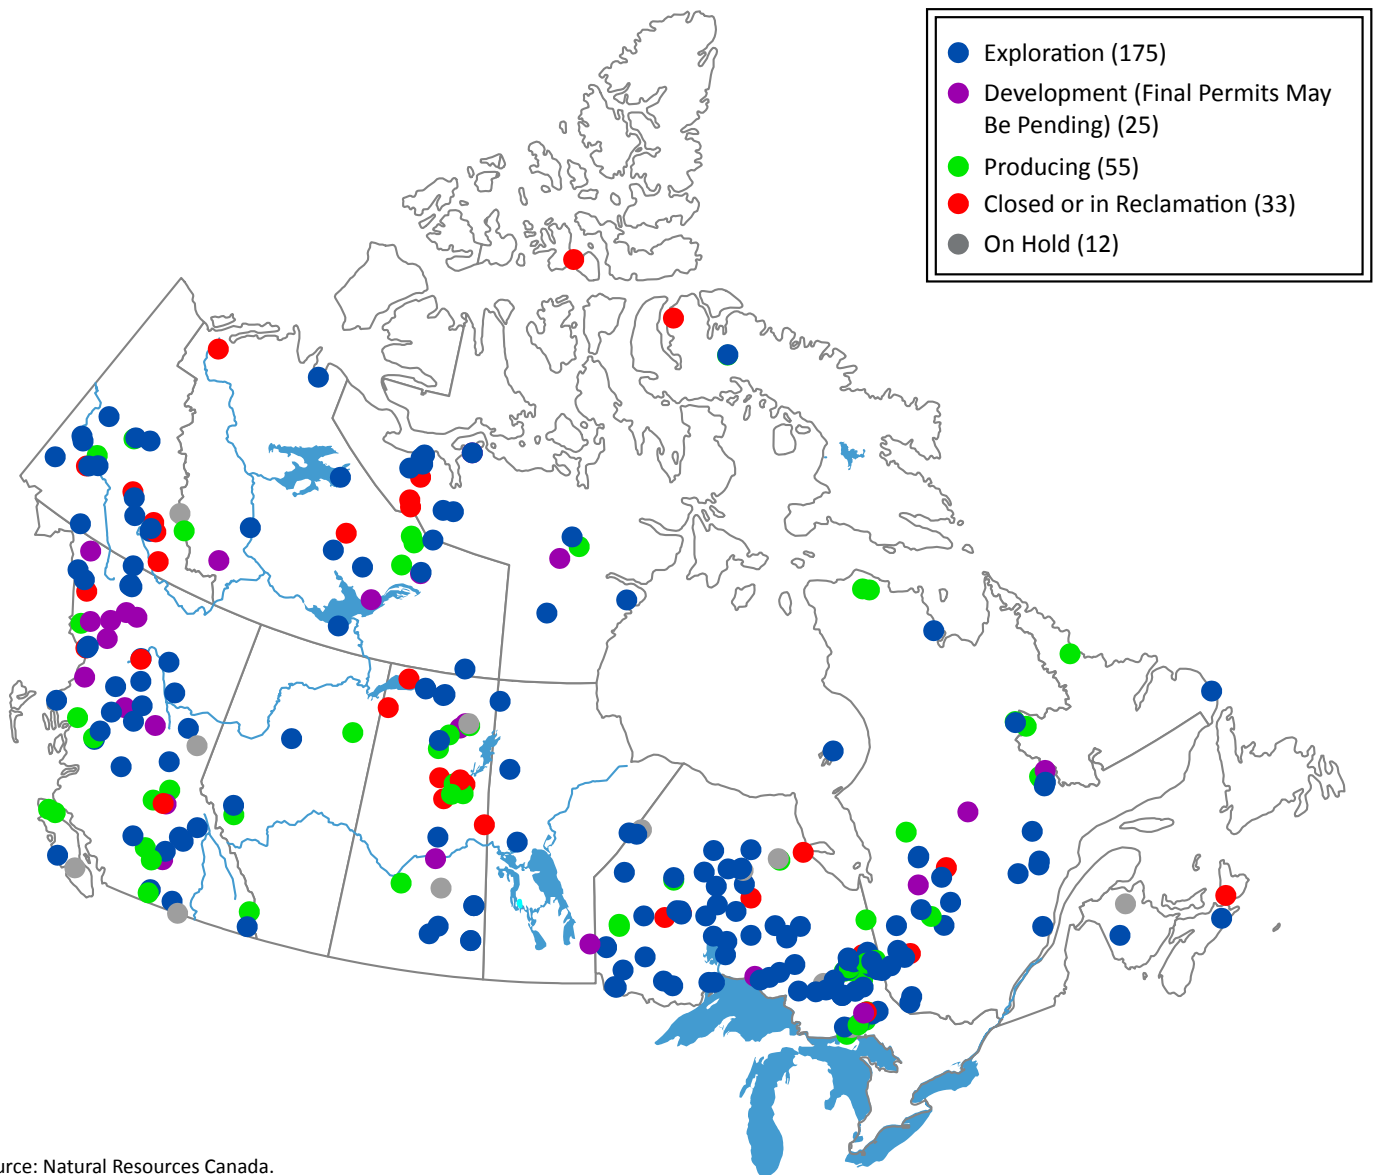 Exploration (175)
Development (Final Permits May
Be Pending) (25)
Producing (55)
Closed or in Reclamation (33)
On Hold (12)
urce: Natural Resources Canada.